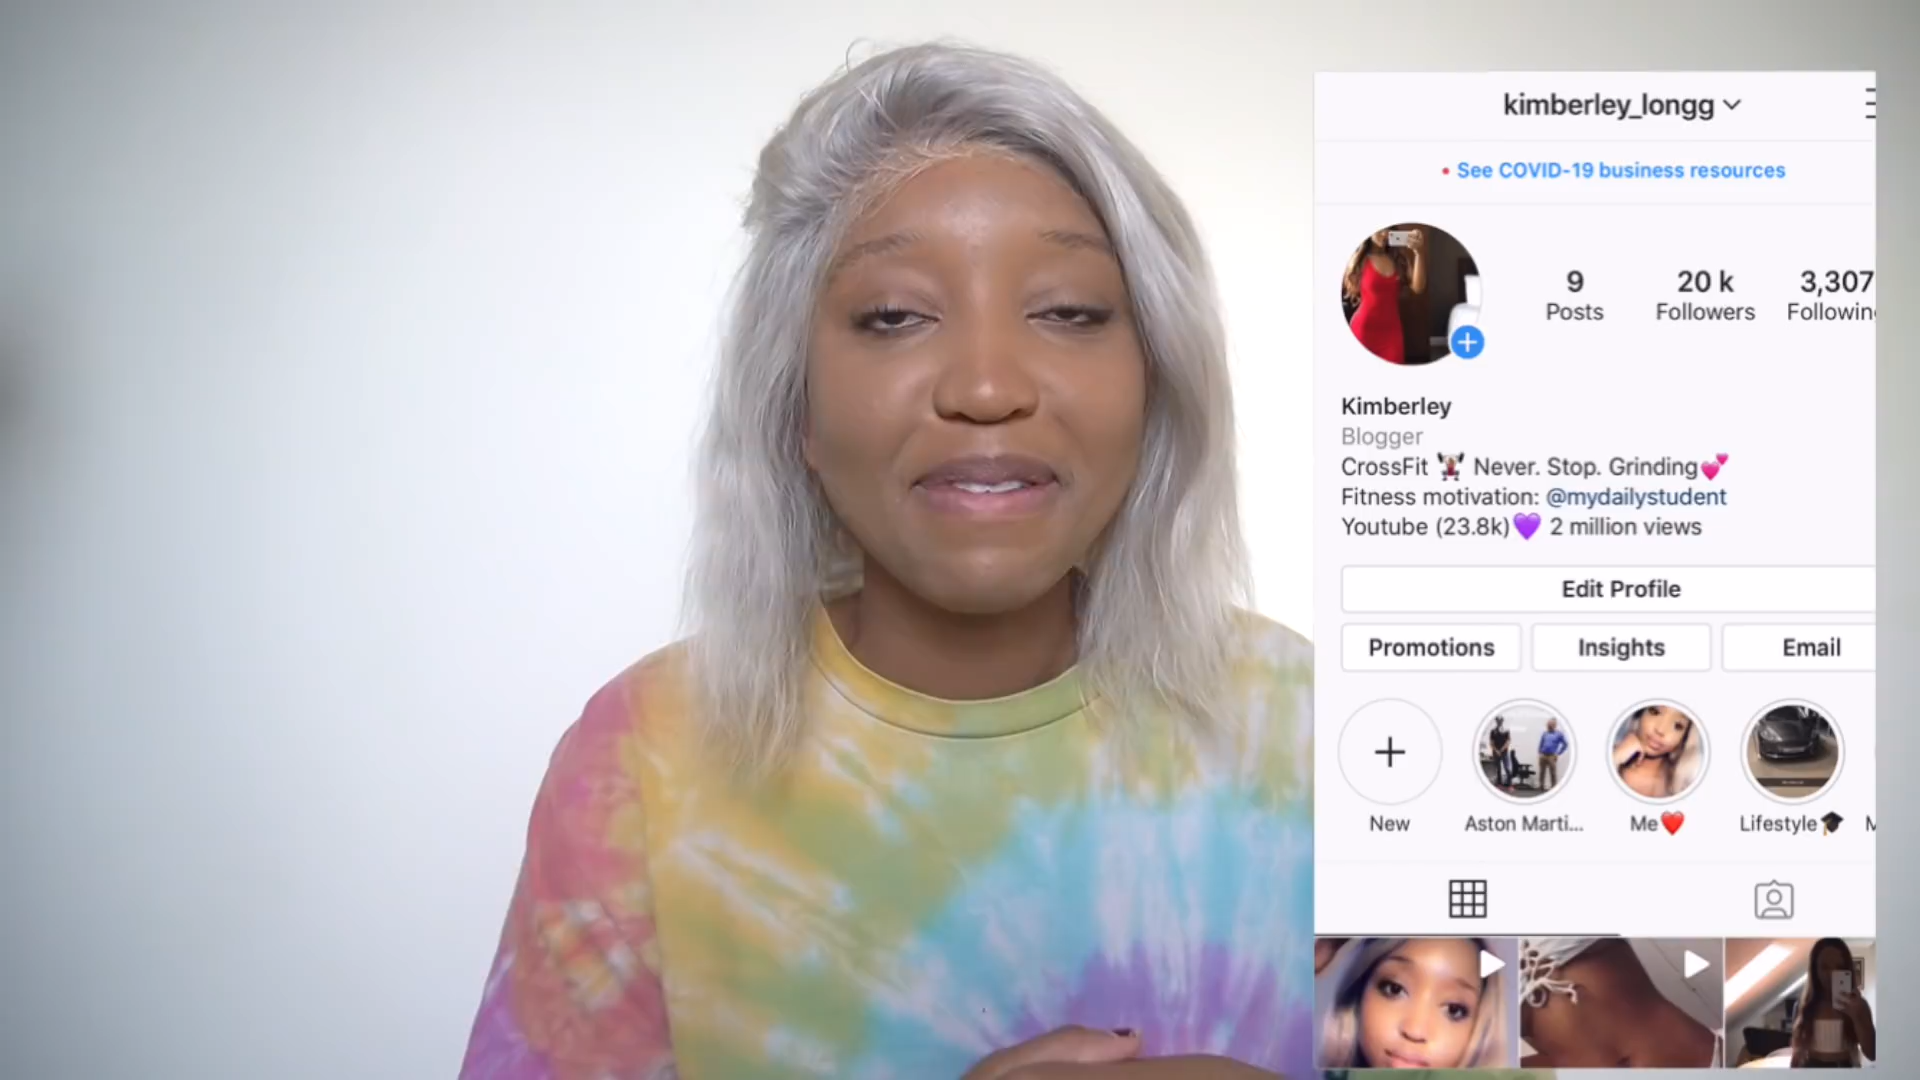 kimberley_longg
• See COVID-19 business resources
9 20 k 3,307
Posts Followers Followin
Kimberley
Blogger
CrossFit 🏋🏽‍♀️ Never. Stop. Grinding💕
Fitness motivation: @mydailystudent
Youtube (23.8k)💜 2 million views
Edit Profile
Promotions Insights Email
New Aston Marti... Me❤️ Lifestyle🎓 M